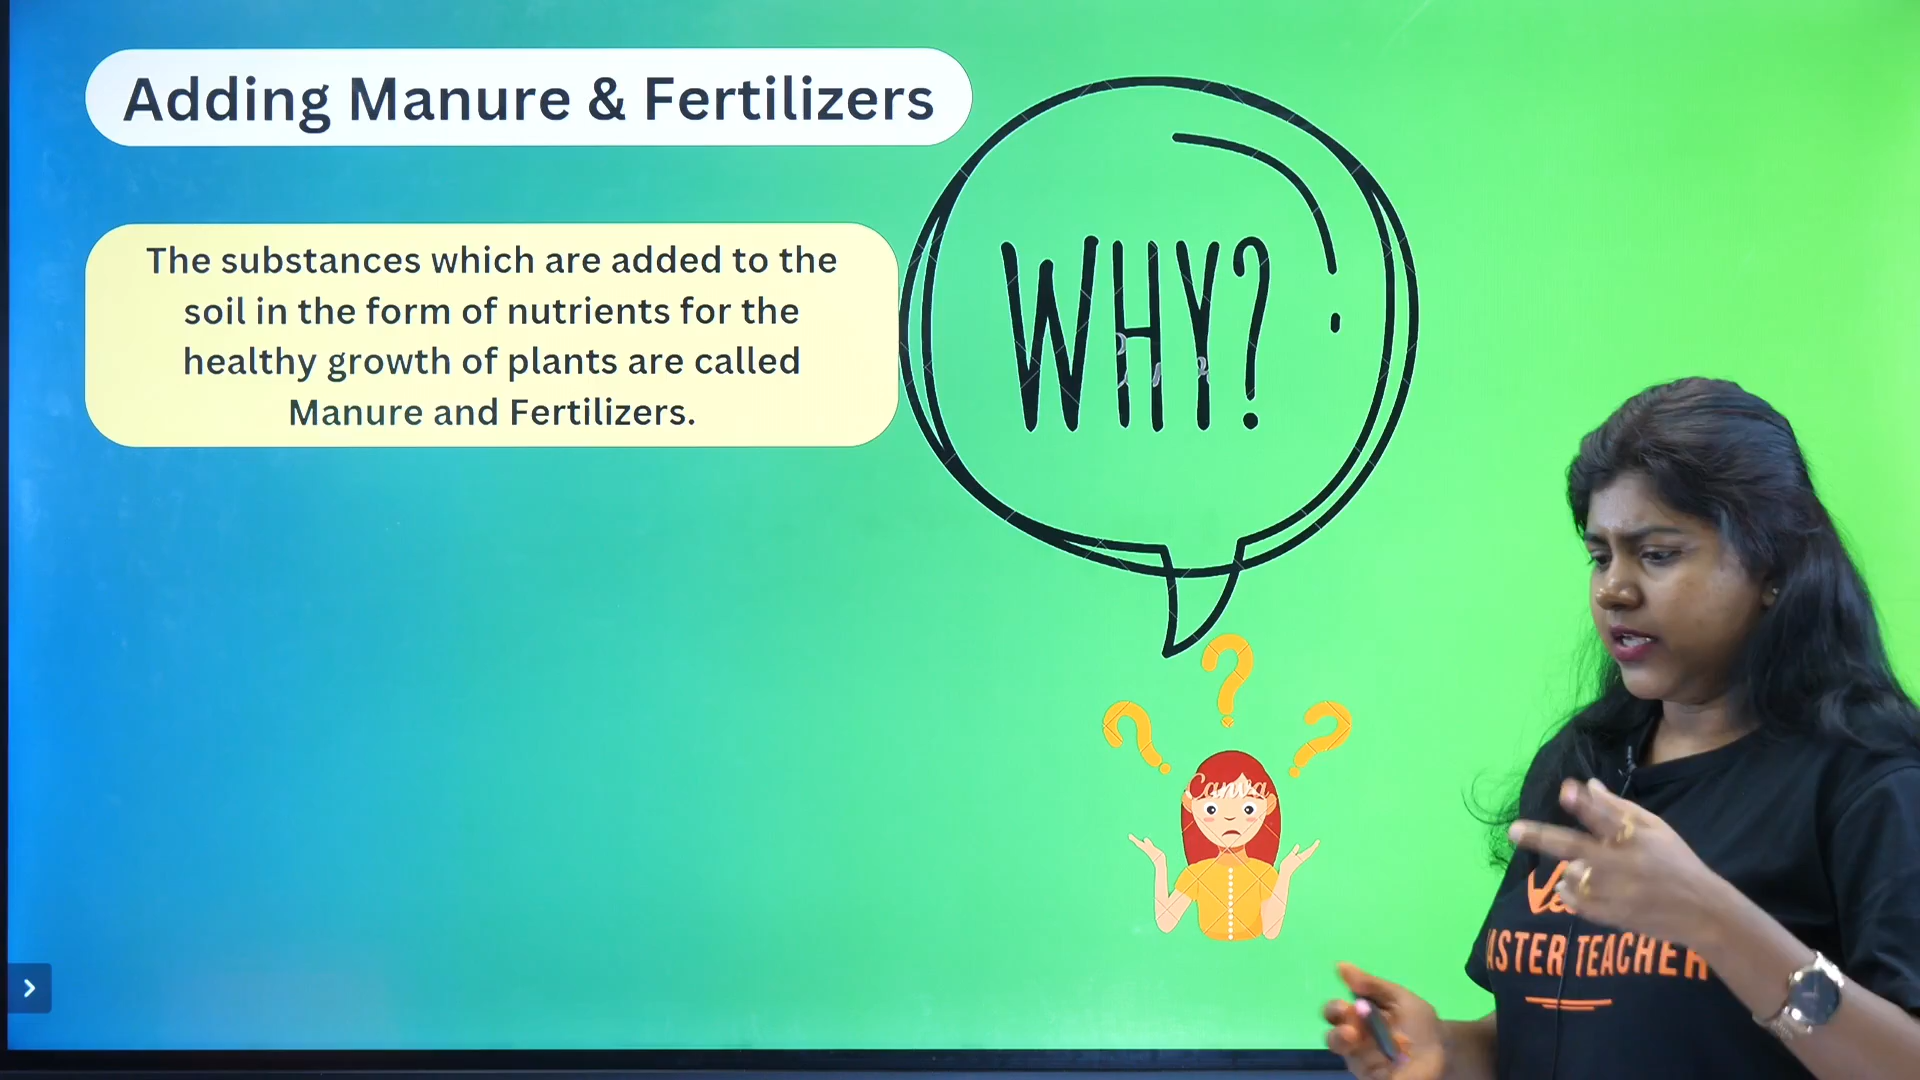 Adding Manure & Fertilizers
The substances which are added to the
soil in the form of nutrients for the
healthy growth of plants are called
Manure and Fertilizers.
WHY?
?
?
?
Canva
ASTER TEACHER